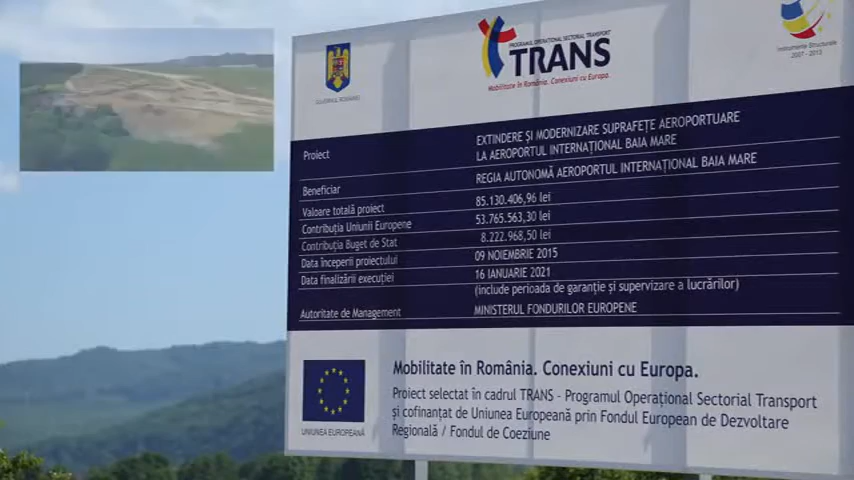 PROGRAMUL OPERAȚIONAL SECTORIAL TRANSPORT
TRANS
Mobilitate în România. Conexiuni cu Europa.
GUVERNUL ROMÂNIEI
Instrumente Structurale
2007 - 2013
Proiect
EXTINDERE ȘI MODERNIZARE SUPRAFEȚE AEROPORTUARE
LA AEROPORTUL INTERNAȚIONAL BAIA MARE
Beneficiar
REGIA AUTONOMĂ AEROPORTUL INTERNAȚIONAL BAIA MARE
Valoare totală proiect
85.130.406,96 lei
Contribuția Uniunii Europene
53.765.563,30 lei
Contribuția Buget de Stat
8.222.968,50 lei
Data începerii proiectului
09 NOIEMBRIE 2015
Data finalizării execuției
16 IANUARIE 2021
(include perioada de garanție și supervizare a lucrărilor)
Autoritate de Management
MINISTERUL FONDURILOR EUROPENE
Mobilitate în România. Conexiuni cu Europa.
Proiect selectat în cadrul TRANS - Programul Operațional Sectorial Transport
și cofinanțat de Uniunea Europeană prin Fondul European de Dezvoltare
Regională / Fondul de Coeziune
UNIUNEA EUROPEANĂ